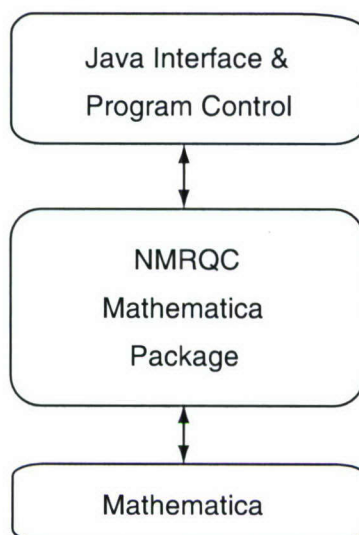 Java Interface &
Program Control
NMRQC
Mathematica
Package
Mathematica